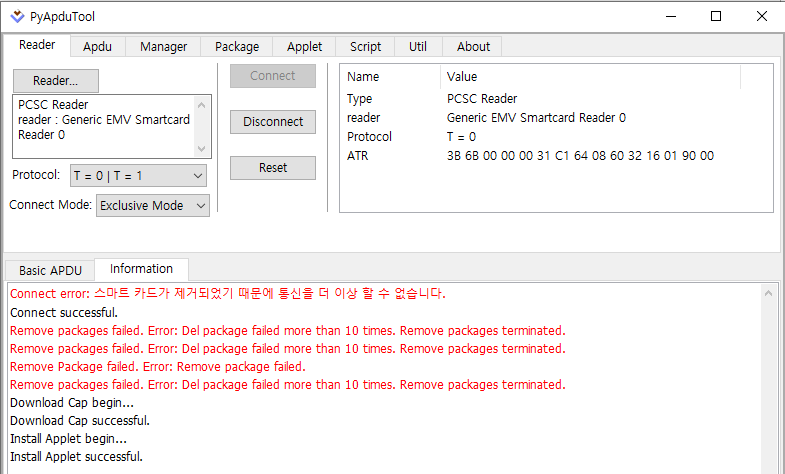 PyApduTool
Reader Apdu Manager Package Applet Script Util About
Reader...
PCSC Reader
reader : Generic EMV Smartcard
Reader 0
Protocol: T = 0 | T = 1
Connect Mode: Exclusive Mode
Connect
Disconnect
Reset
Name Value
Type PCSC Reader
reader Generic EMV Smartcard Reader 0
Protocol T = 0
ATR 3B 6B 00 00 00 31 C1 64 08 60 32 16 01 90 00
Basic APDU Information
Connect error: 스마트 카드가 제거되었기 때문에 통신을 더 이상 할 수 없습니다.
Connect successful.
Remove packages failed. Error: Del package failed more than 10 times. Remove packages terminated.
Remove packages failed. Error: Del package failed more than 10 times. Remove packages terminated.
Remove Package failed. Error: Remove package failed.
Remove packages failed. Error: Del package failed more than 10 times. Remove packages terminated.
Download Cap begin...
Download Cap successful.
Install Applet begin...
Install Applet successful.